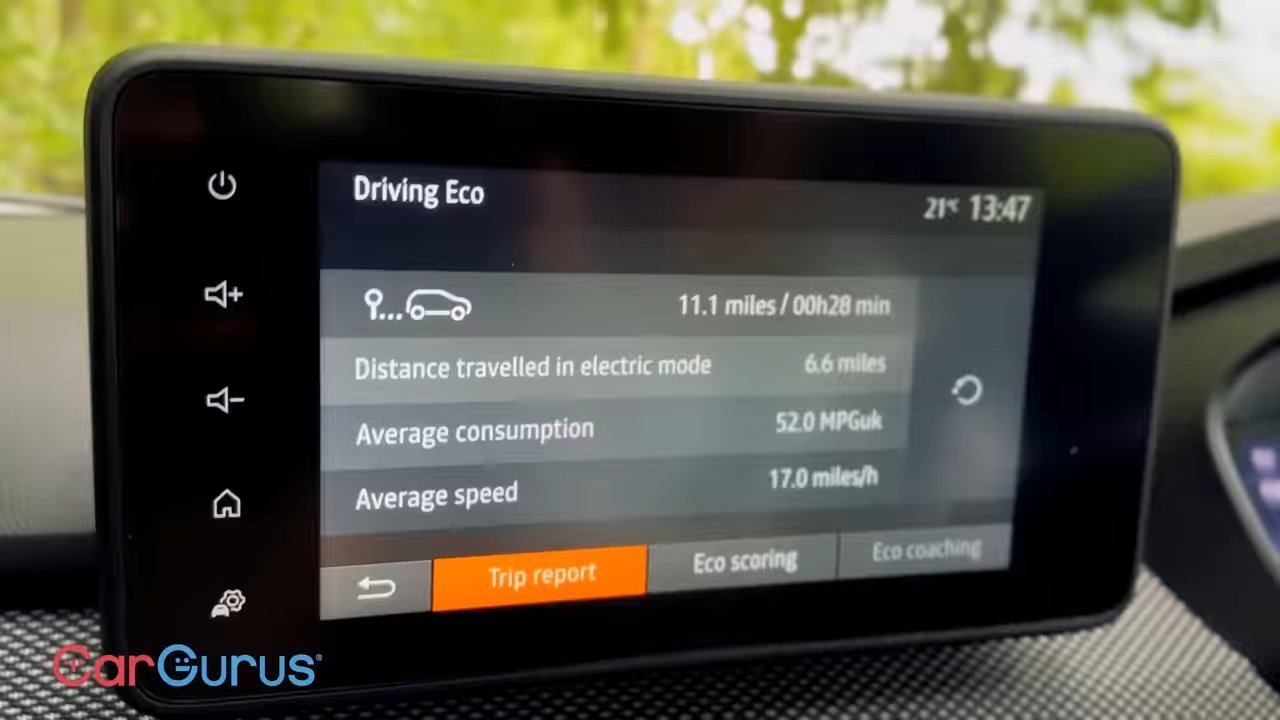 Driving Eco
21°C 13:47
11.1 miles / 00h28 min
Distance travelled in electric mode 6.6 miles
Average consumption 52.0 MPGuk
Average speed 17.0 miles/h
Trip report Eco scoring Eco coaching
CarGurus®